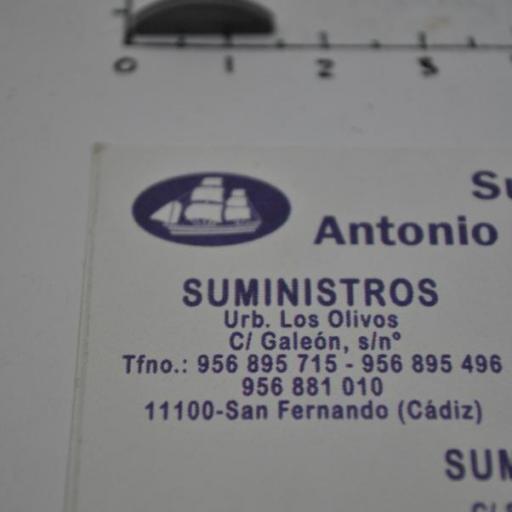 0 1 2 3
Antonio
SUMINISTROS
Urb. Los Olivos
C/ Galeón, s/nº
Tfno.: 956 895 715 - 956 895 496
956 881 010
11100-San Fernando (Cádiz)